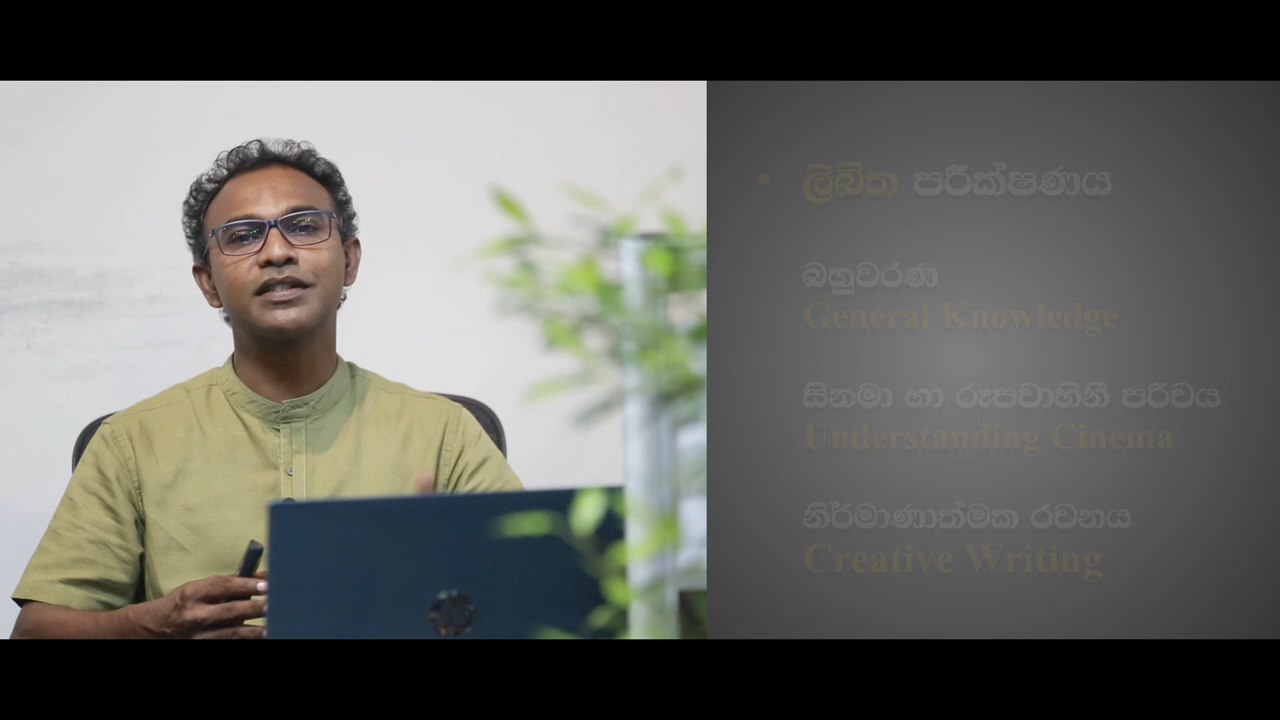 • ලිඛිත පරීක්ෂණය
බහුවරණ
General Knowledge
සිනමා හා රූපවාහිනී පරිචය
Understanding Cinema
නිර්මාණාත්මක රචනය
Creative Writing